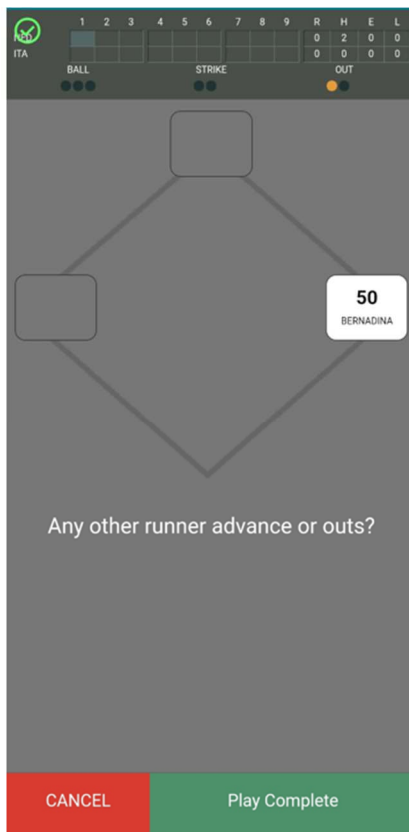 1 2 3 4 5 6 7 8 9 R H E L
0 2 0 0
ITA 0 0 0 0
BALL STRIKE OUT
50
BERNADINA
Any other runner advance or outs?
CANCEL Play Complete